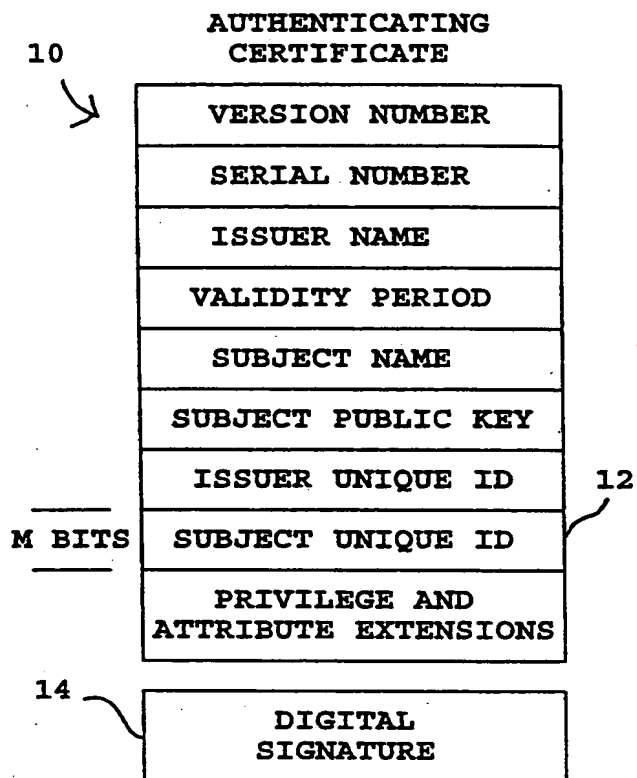 AUTHENTICATING
CERTIFICATE
10
VERSION NUMBER
SERIAL NUMBER
ISSUER NAME
VALIDITY PERIOD
SUBJECT NAME
SUBJECT PUBLIC KEY
ISSUER UNIQUE ID
12
M BITS
SUBJECT UNIQUE ID
PRIVILEGE AND
ATTRIBUTE EXTENSIONS
14
DIGITAL
SIGNATURE